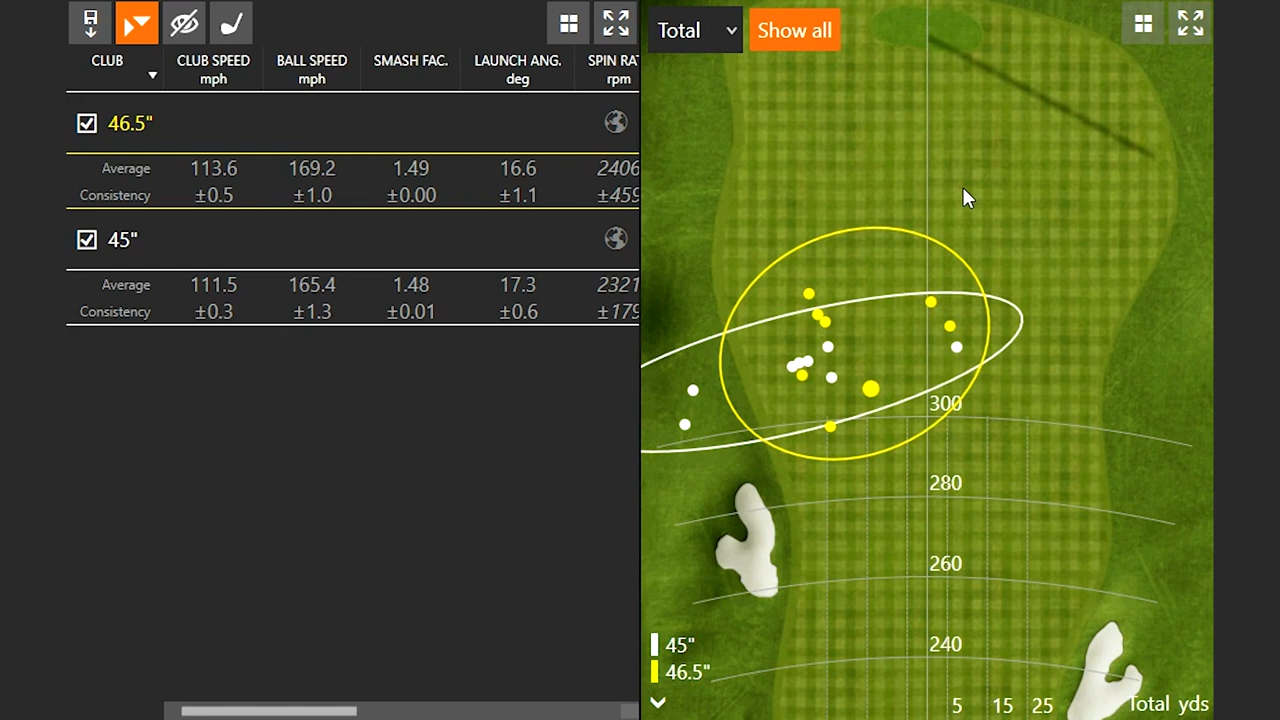 CLUB
CLUB SPEED
mph
BALL SPEED
mph
SMASH FAC.
LAUNCH ANG.
deg
SPIN RA
rpm
46.5"
Average 113.6 169.2 1.49 16.6 2406
Consistency ±0.5 ±1.0 ±0.00 ±1.1 ±459
45"
Average 111.5 165.4 1.48 17.3 2321
Consistency ±0.3 ±1.3 ±0.01 ±0.6 ±179
Total
Show all
300
280
260
240
45"
46.5"
5 15 25 Total yds